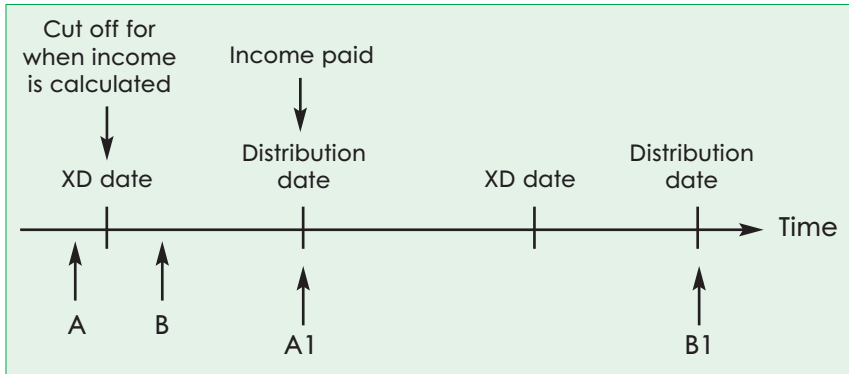 Cut off for
when income
is calculated
Income paid
XD date
Distribution
date
XD date
Distribution
date
Time
A
B
A1
B1